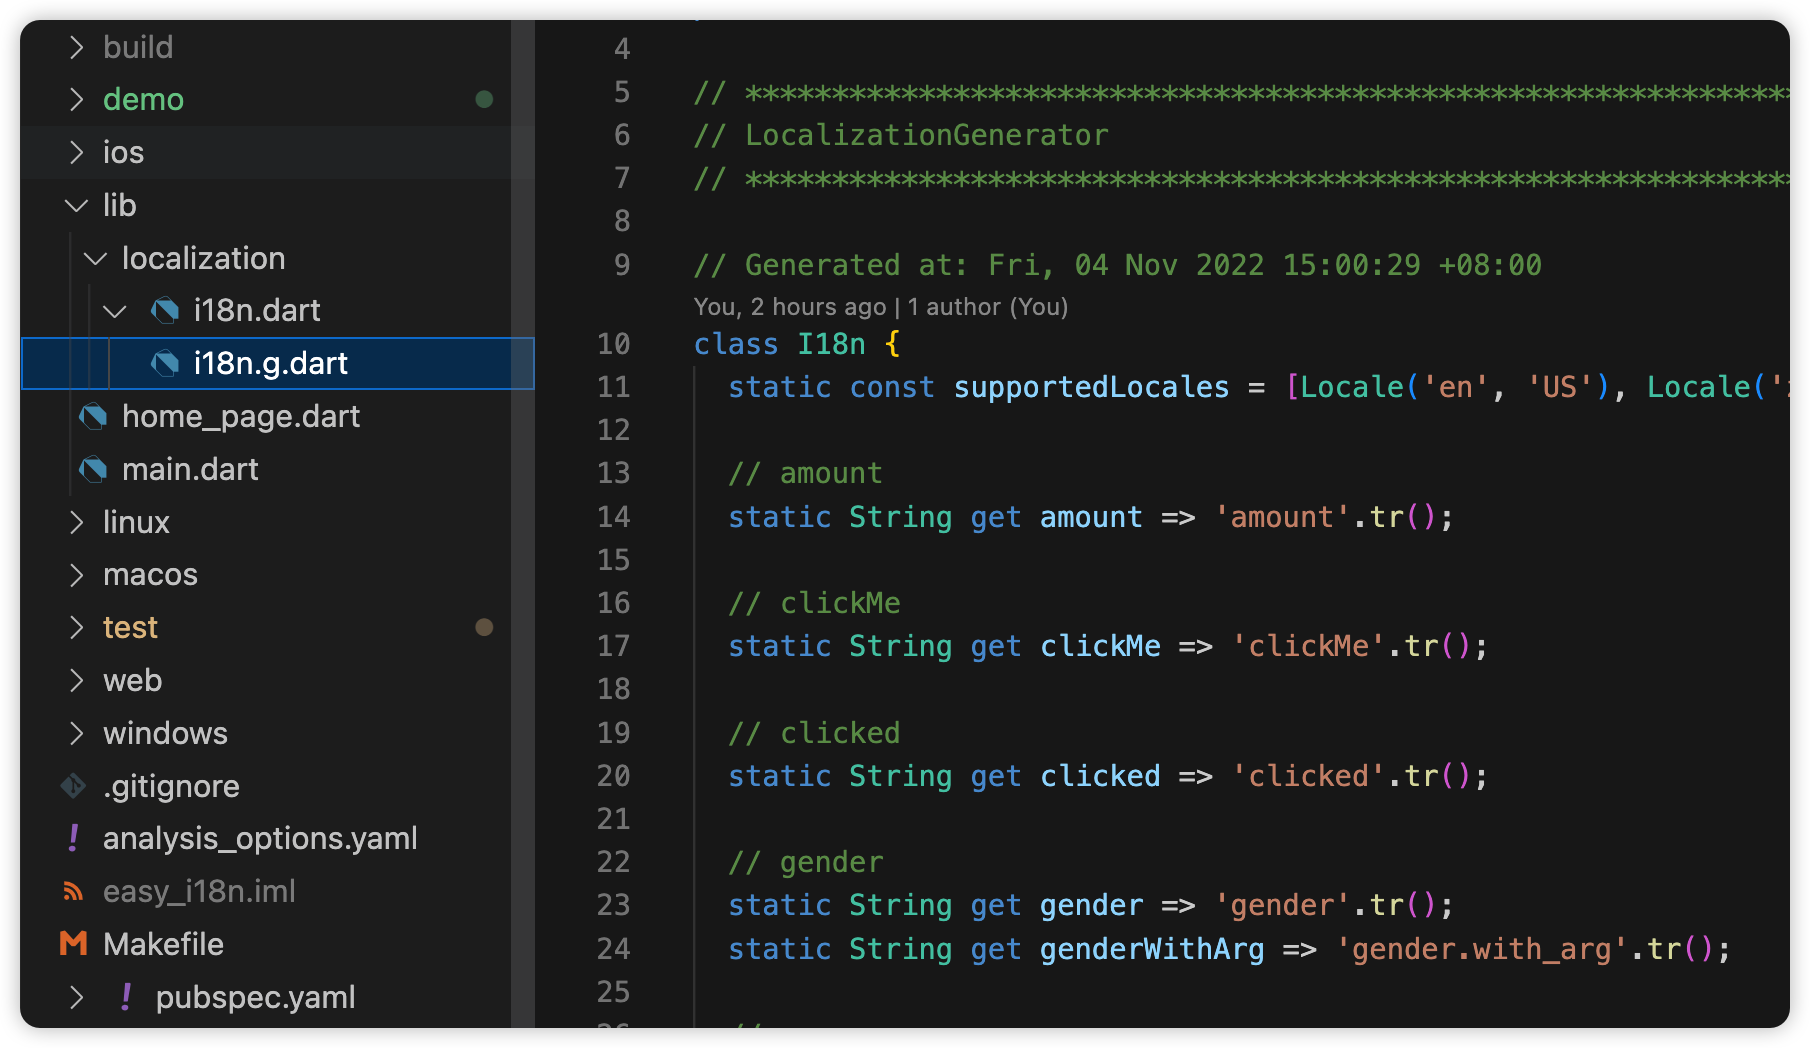 build
demo
ios
lib
localization
i18n.dart
i18n.g.dart
home_page.dart
main.dart
linux
macos
test
web
windows
.gitignore
analysis_options.yaml
easy_i18n.iml
Makefile
pubspec.yaml
4
5 // *************************************************************
6 // LocalizationGenerator
7 // *************************************************************
8
9 // Generated at: Fri, 04 Nov 2022 15:00:29 +08:00
You, 2 hours ago | 1 author (You)
10 class I18n {
11 static const supportedLocales = [Locale('en', 'US'), Locale('
12
13 // amount
14 static String get amount => 'amount'.tr();
15
16 // clickMe
17 static String get clickMe => 'clickMe'.tr();
18
19 // clicked
20 static String get clicked => 'clicked'.tr();
21
22 // gender
23 static String get gender => 'gender'.tr();
24 static String get genderWithArg => 'gender.with_arg'.tr();
25